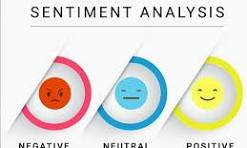 SENTIMENT ANALYSIS
NEGATIVE NEUTRAL POSITIVE